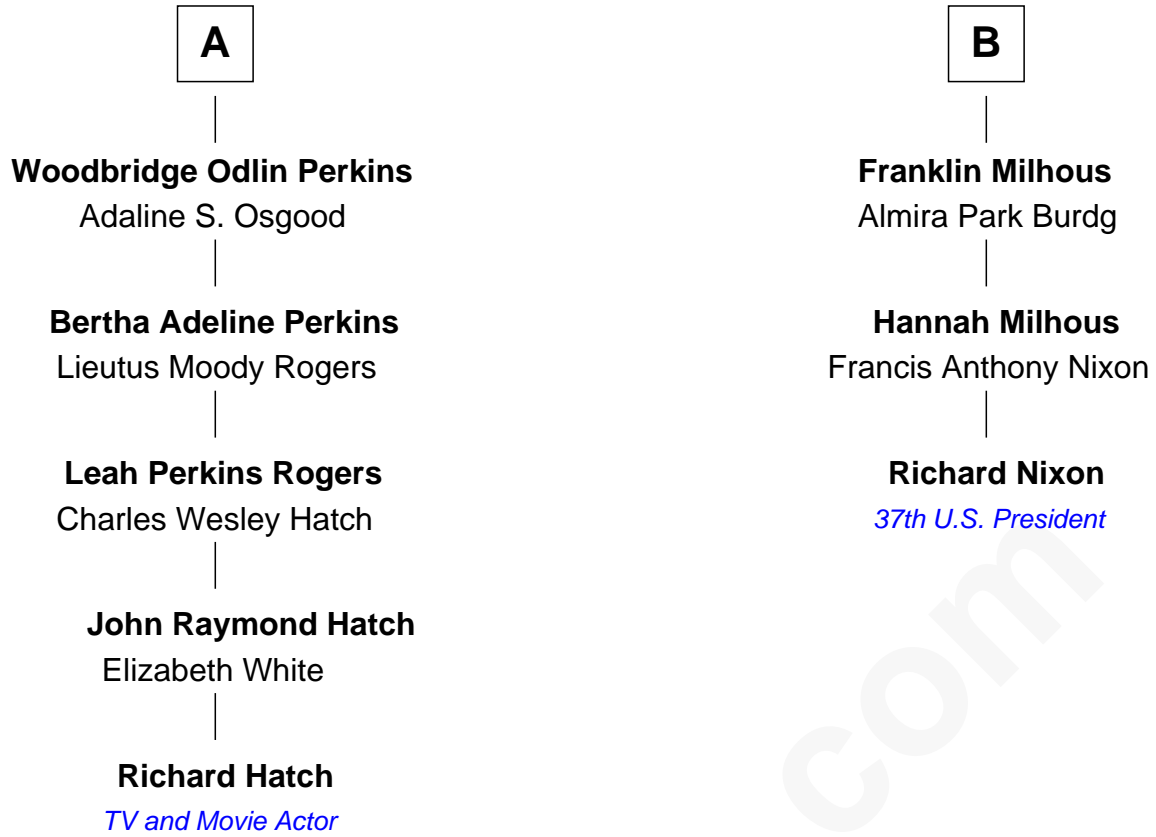 A
Woodbridge Odlin Perkins
Adaline S. Osgood
Bertha Adeline Perkins
Lieutus Moody Rogers
Leah Perkins Rogers
Charles Wesley Hatch
John Raymond Hatch
Elizabeth White
Richard Hatch
TV and Movie Actor
B
Franklin Milhous
Almira Park Burdg
Hannah Milhous
Francis Anthony Nixon
Richard Nixon
37th U.S. President
com